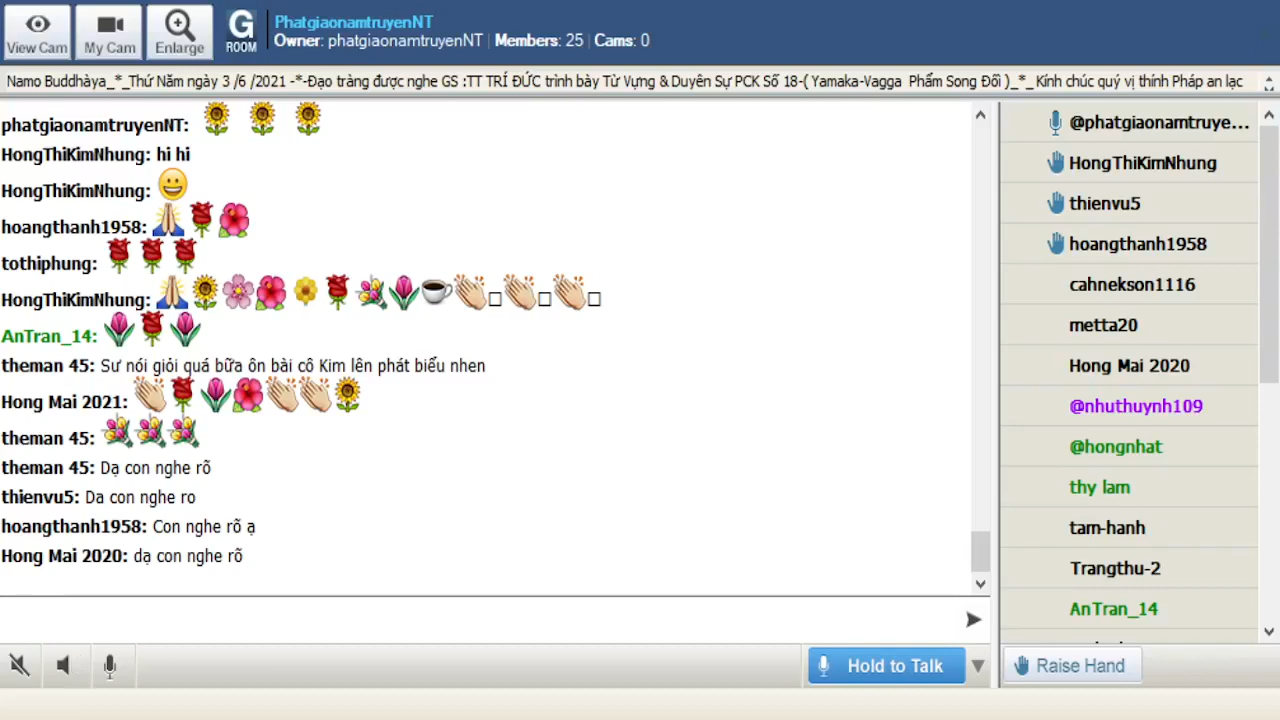 View Cam
My Cam
Enlarge
G
ROOM
PhatgiaonamtruyenNT
Owner: phatgiaonamtruyenNT | Members: 25 | Cams: 0
Namo Buddhàya_*_Thứ Năm ngày 3 /6 /2021 -*-Đạo tràng được nghe GS :TT TRÍ ĐỨC trình bày Từ Vựng & Duyên Sự PCK Số 18-( Yamaka-Vagga Phẩm Song Đối )_*_ Kính chúc quý vị thính Pháp an lạc
phatgiaonamtruyenNT: 🌻 🌻 🌻
HongThiKimNhung: hi hi
HongThiKimNhung: 😀
hoangthanh1958: 🙏🌹🌺
tothiphung: 🌹🌹🌹
HongThiKimNhung: 🙏🌻🌸🌺🌼🌹💐🌷☕👏□👏□👏□
AnTran_14: 🌷🌹🌷
theman 45: Sư nói giỏi quá bữa ôn bài cô Kim lên phát biểu nhen
Hong Mai 2021: 👏🌹🌷🌺👏👏🌻
theman 45: 💐💐💐
theman 45: Dạ con nghe rõ
thienvu5: Da con nghe ro
hoangthanh1958: Con nghe rõ ạ
Hong Mai 2020: dạ con nghe rõ
Hold to Talk
@phatgiaonamtruye...
HongThiKimNhung
thienvu5
hoangthanh1958
cahnekson1116
metta20
Hong Mai 2020
@nhuthuynh109
@hongnhat
thy lam
tam-hanh
Trangthu-2
AnTran_14
Raise Hand